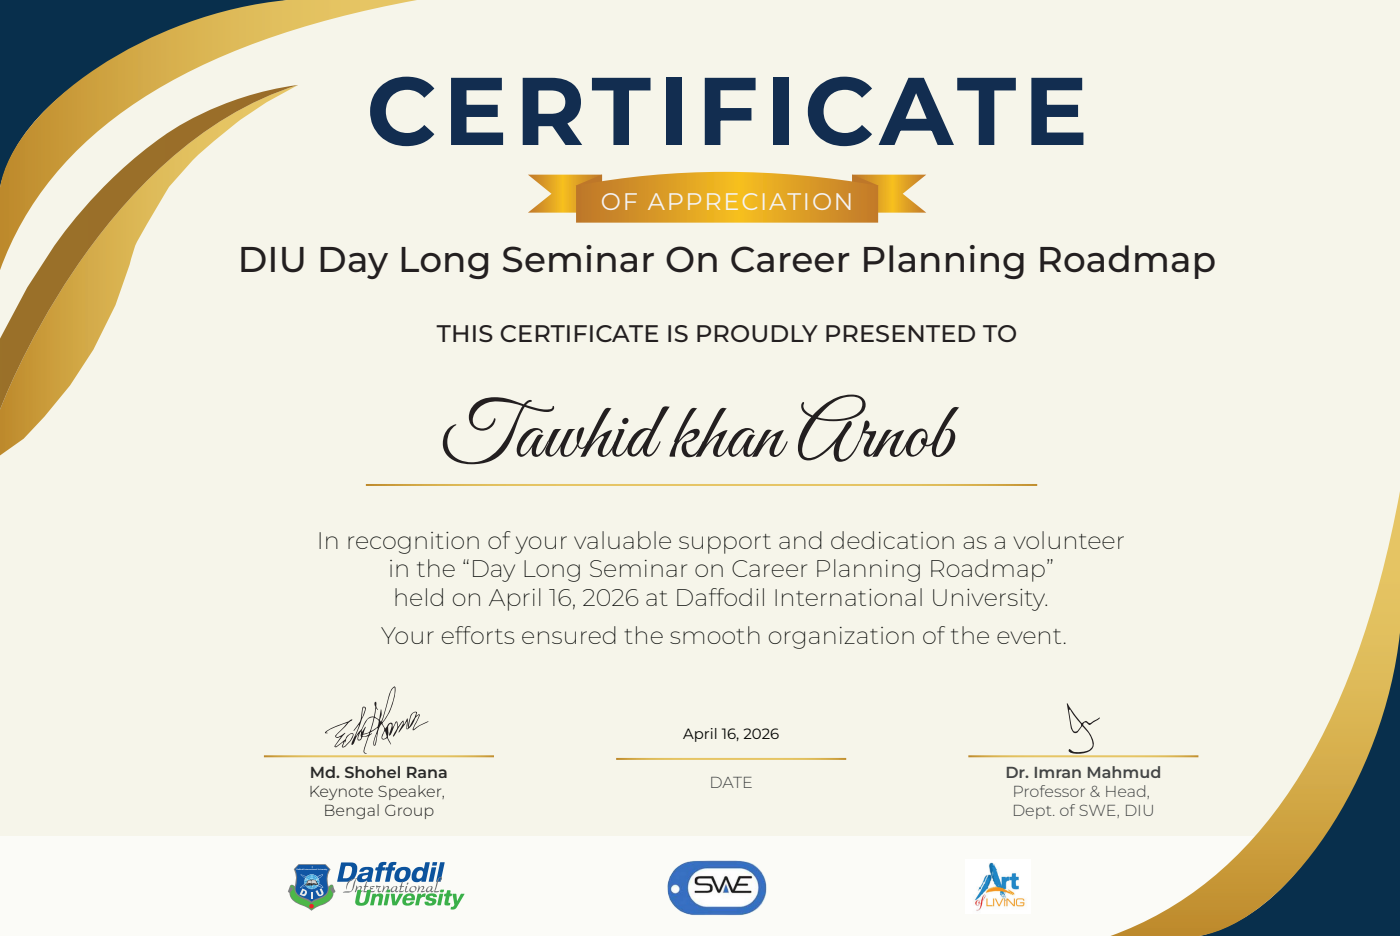 CERTIFICATE
OF APPRECIATION
DIU Day Long Seminar On Career Planning Roadmap
THIS CERTIFICATE IS PROUDLY PRESENTED TO
Tawhid khan Arnob
In recognition of your valuable support and dedication as a volunteer
in the “Day Long Seminar on Career Planning Roadmap”
held on April 16, 2026 at Daffodil International University.
Your efforts ensured the smooth organization of the event.
April 16, 2026
Md. Shohel Rana
Keynote Speaker,
Bengal Group
DATE
Dr. Imran Mahmud
Professor & Head,
Dept. of SWE, DIU
DIU
Daffodil
International
University
SWE
Art
of LIVING